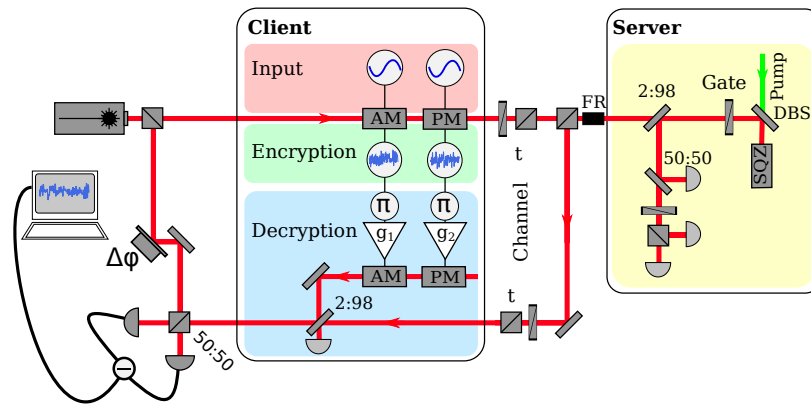 Client
Server
Input
Encryption
Decryption
AM
PM
π
π
g₁
g₂
AM
PM
2:98
t
Channel
t
FR
2:98
Gate
Pump
DBS
SQZ
50:50
Δφ
50:50